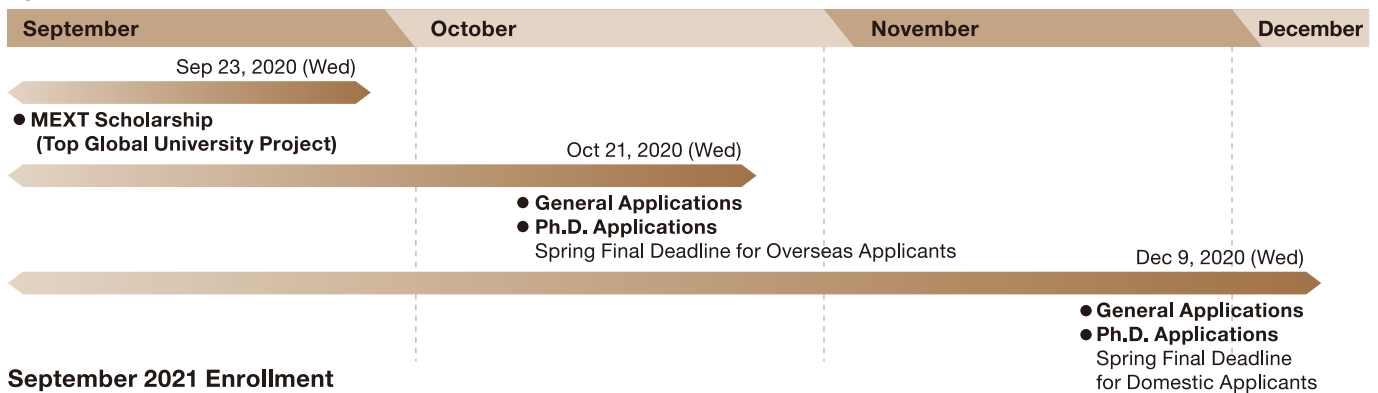 September October November December
Sep 23, 2020 (Wed)
● MEXT Scholarship
(Top Global University Project)
Oct 21, 2020 (Wed)
● General Applications
● Ph.D. Applications
Spring Final Deadline for Overseas Applicants
Dec 9, 2020 (Wed)
● General Applications
● Ph.D. Applications
Spring Final Deadline
for Domestic Applicants
September 2021 Enrollment